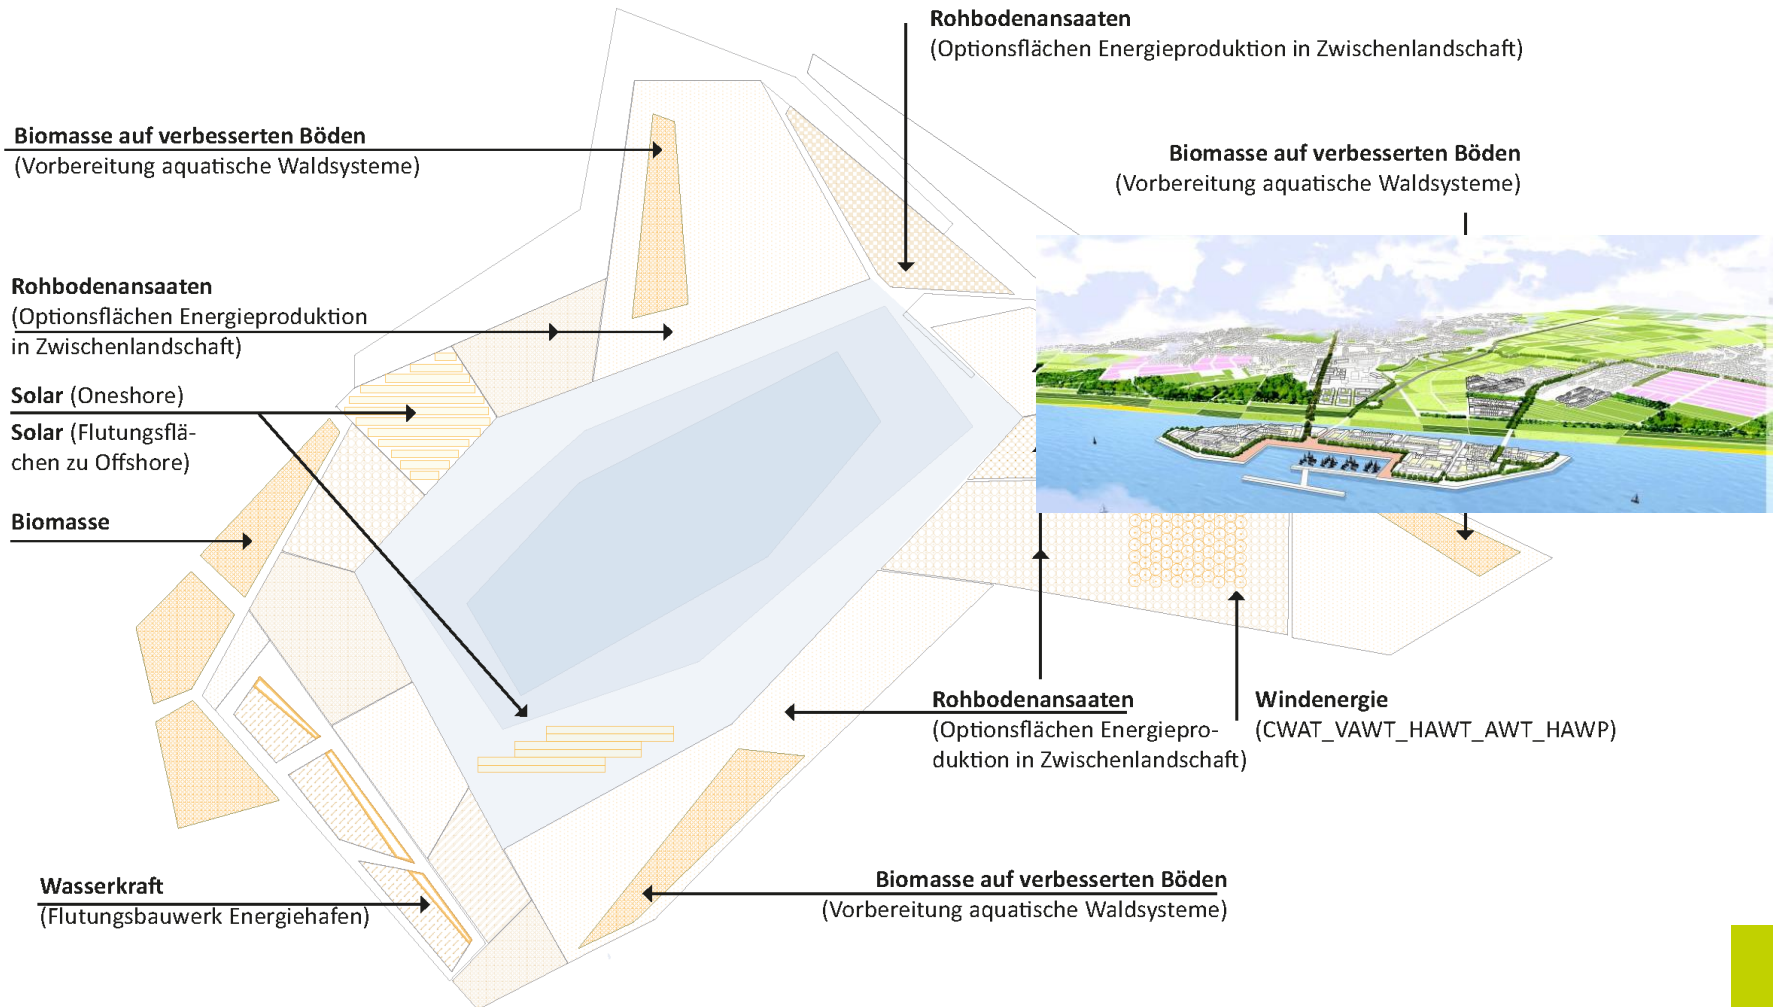 Rohbodenansaaten
(Optionsflächen Energieproduktion in Zwischenlandschaft)
Biomasse auf verbesserten Böden
(Vorbereitung aquatische Waldsysteme)
Biomasse auf verbesserten Böden
(Vorbereitung aquatische Waldsysteme)
Rohbodenansaaten
(Optionsflächen Energieproduktion
in Zwischenlandschaft)
Solar (Oneshore)
Solar (Flutungsflä-
chen zu Offshore)
Biomasse
Rohbodenansaaten
(Optionsflächen Energiepro-
duktion in Zwischenlandschaft)
Windenergie
(CWAT_VAWT_HAWT_AWT_HAWP)
Wasserkraft
(Flutungsbauwerk Energiehafen)
Biomasse auf verbesserten Böden
(Vorbereitung aquatische Waldsysteme)